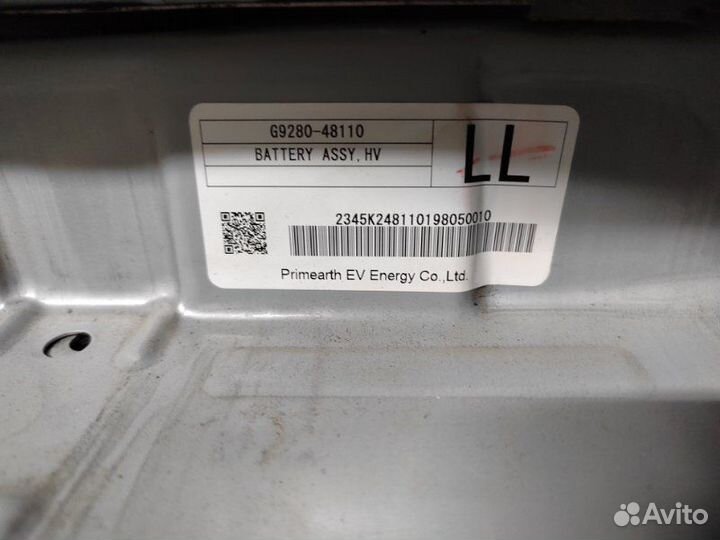 G9280-48110
BATTERY ASSY, HV
LL
2345K248110198050010
Primearth EV Energy Co.,Ltd.
Avito